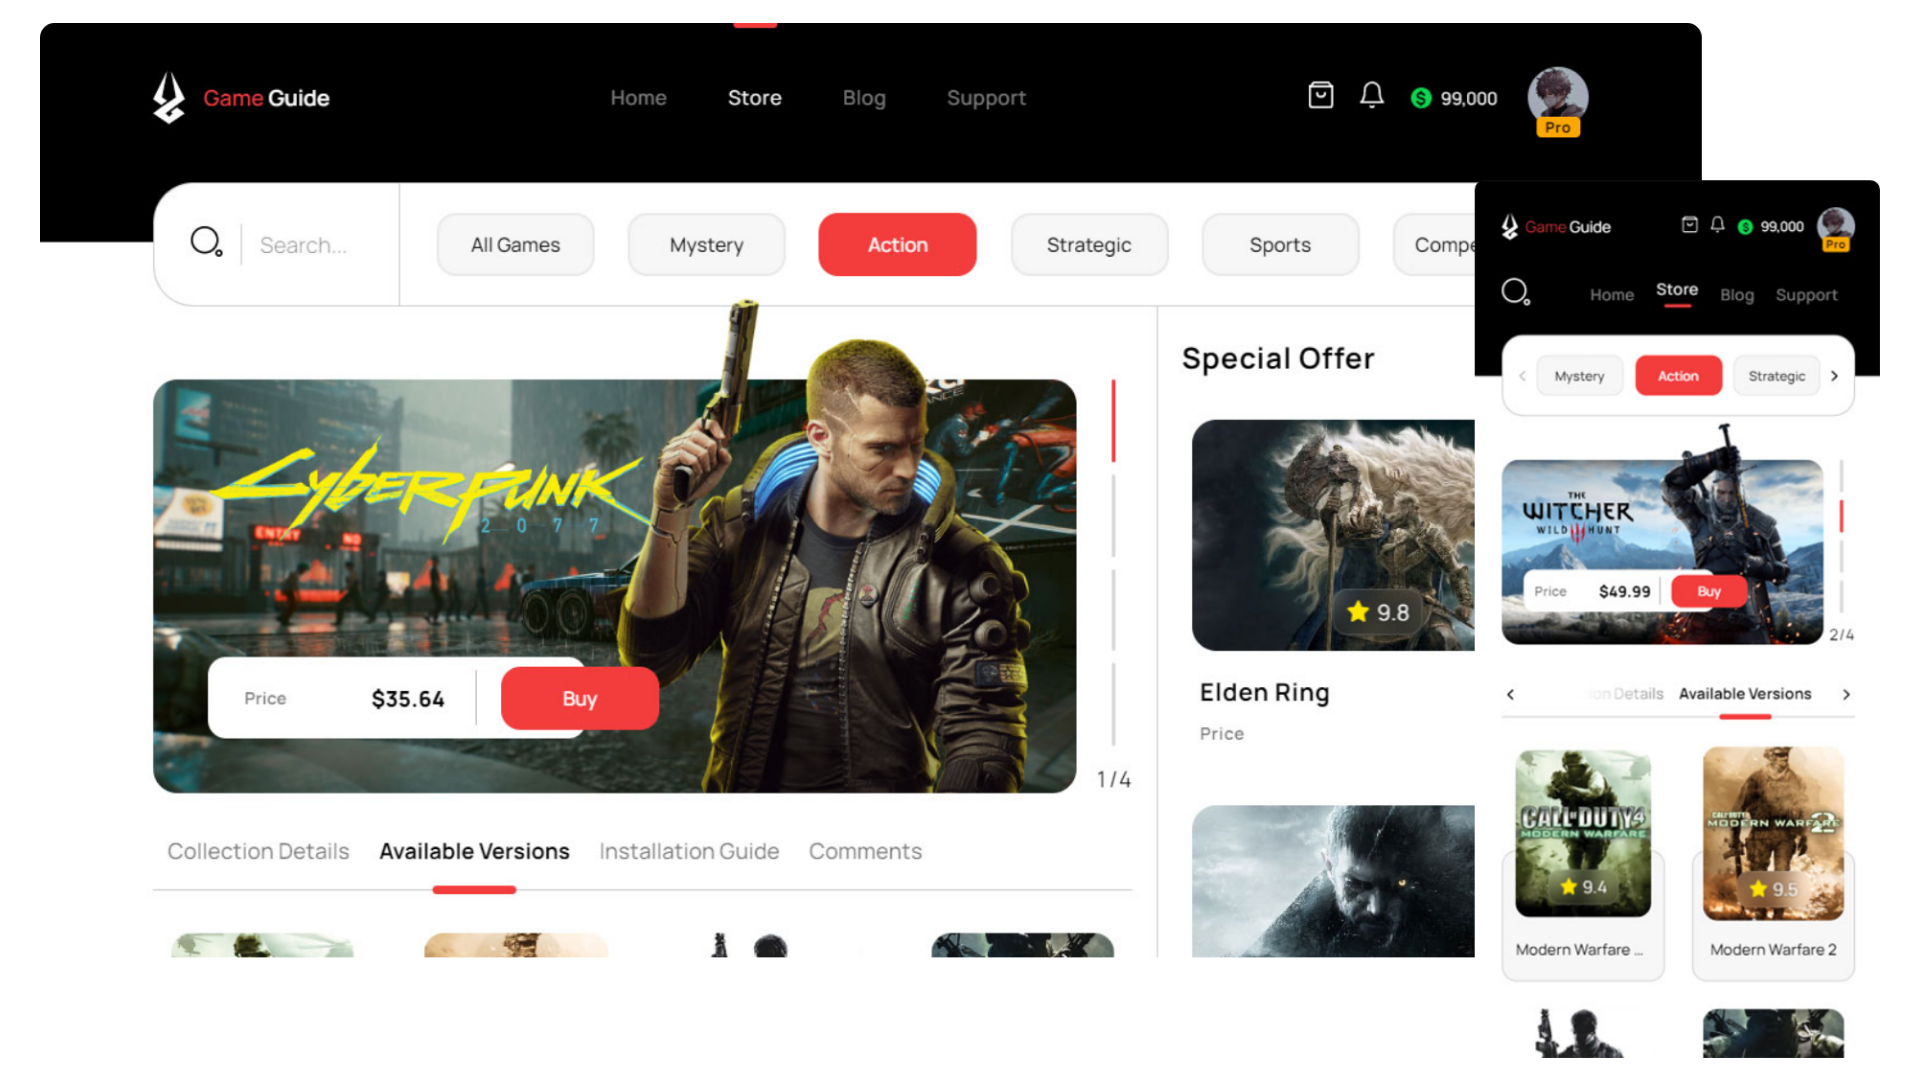 Game Guide
Home Store Blog Support
99,000
Pro
Search...
All Games Mystery Action Strategic Sports Compe
CYBERPUNK
2077
ENTRY NO
Price $35.64 Buy
1/4
Special Offer
9.8
Elden Ring
Price
Collection Details Available Versions Installation Guide Comments
Game Guide
99,000
Pro
Home Store Blog Support
Mystery Action Strategic
THE
WITCHER
WILD HUNT
Price $49.99 Buy
2/4
on Details Available Versions
CALL OF DUTY 4
MODERN WARFARE
9.4
Modern Warfare ...
CALL OF DUTY
MODERN WARFARE 2
9.5
Modern Warfare 2